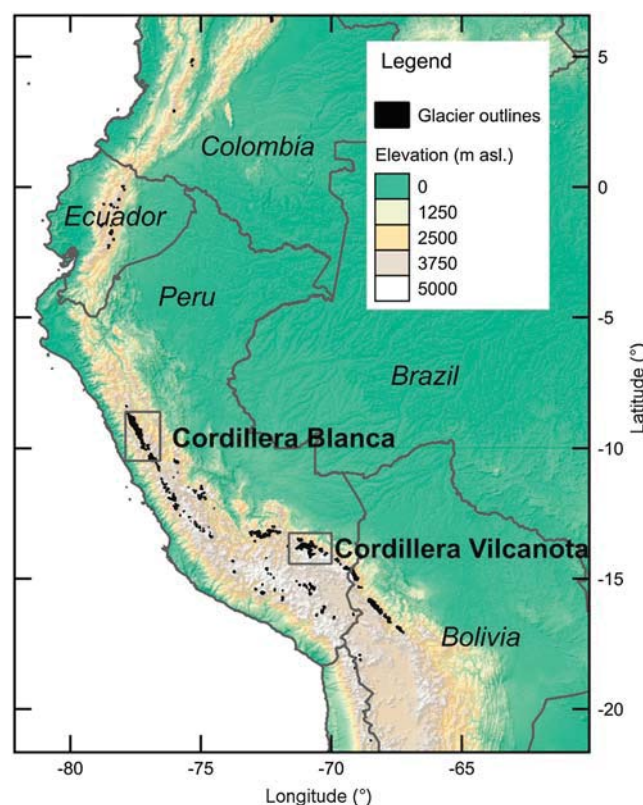 Legend
Glacier outlines
Elevation (m asl.)
0
1250
2500
3750
5000
Colombia
Ecuador
Peru
Brazil
Cordillera Blanca
Cordillera Vilcanota
Bolivia
5
0
-5
-10
-15
-20
Latitude (°)
-80
-75
-70
-65
Longitude (°)